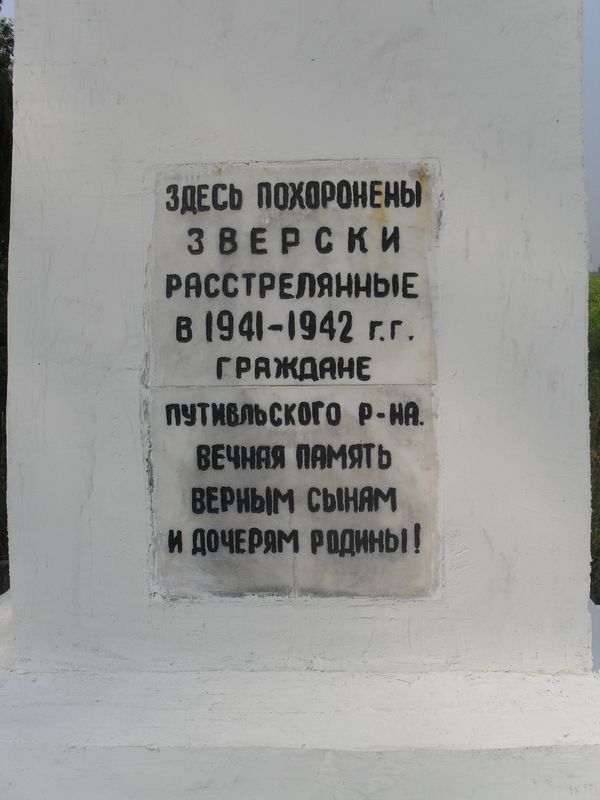 ЗДЕСЬ ПОХОРОНЕНЫ
ЗВЕРСКИ
РАССТРЕЛЯННЫЕ
В 1941-1942 г.г.
ГРАЖДАНЕ
ПУТИВЛЬСКОГО Р-НА.
ВЕЧНАЯ ПАМЯТЬ
ВЕРНЫМ СЫНАМ
И ДОЧЕРЯМ РОДИНЫ!